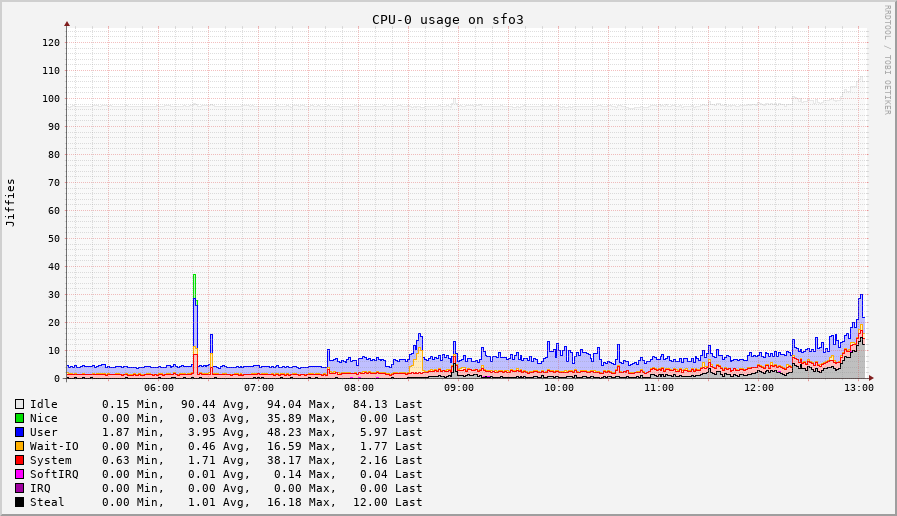 CPU-0 usage on sfo3
RRDTOOL / TOBI OETIKER
Jiffies
120
110
100
90
80
70
60
50
40
30
20
10
0
06:00 07:00 08:00 09:00 10:00 11:00 12:00 13:00
Idle 0.15 Min, 90.44 Avg, 94.04 Max, 84.13 Last
Nice 0.00 Min, 0.03 Avg, 35.89 Max, 0.00 Last
User 1.87 Min, 3.95 Avg, 48.23 Max, 5.97 Last
Wait-IO 0.00 Min, 0.46 Avg, 16.59 Max, 1.77 Last
System 0.63 Min, 1.71 Avg, 38.17 Max, 2.16 Last
SoftIRQ 0.00 Min, 0.01 Avg, 0.14 Max, 0.04 Last
IRQ 0.00 Min, 0.00 Avg, 0.00 Max, 0.00 Last
Steal 0.00 Min, 1.01 Avg, 16.18 Max, 12.00 Last